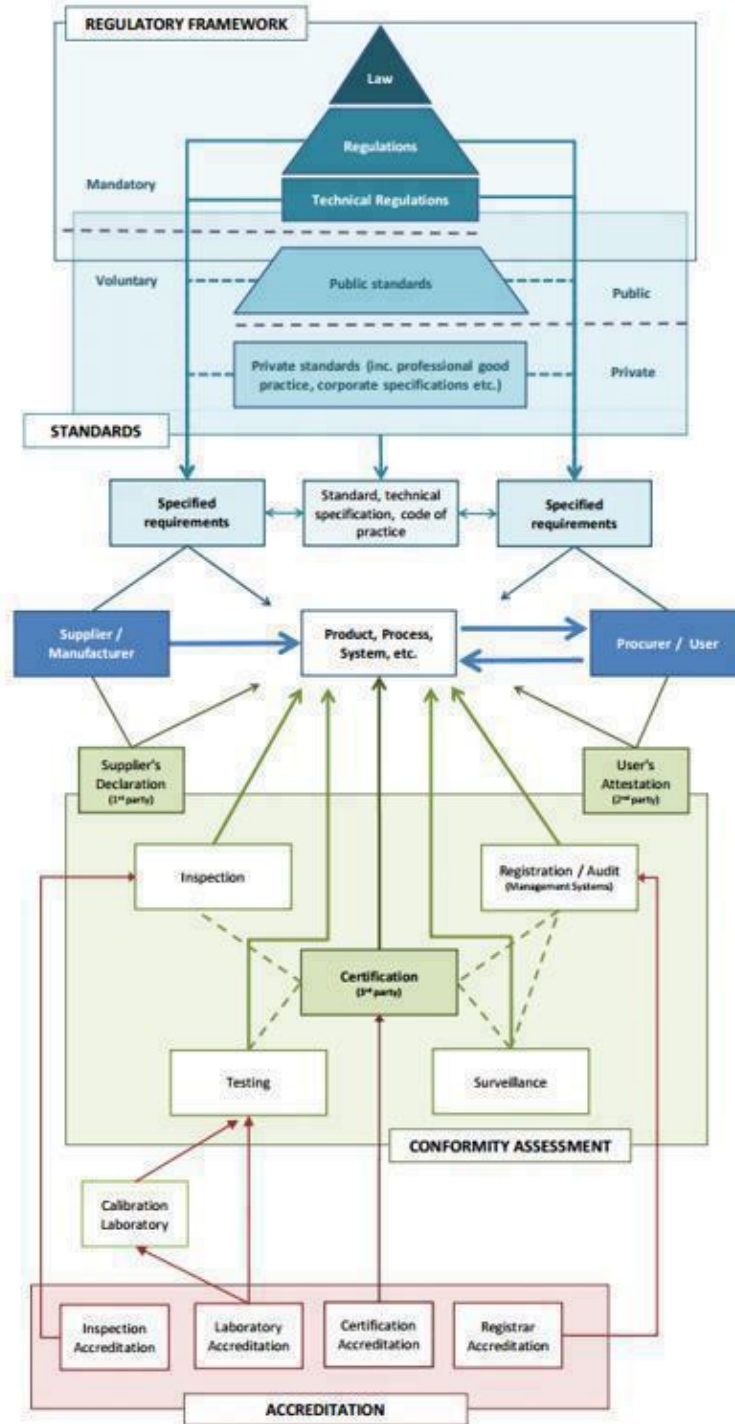 REGULATORY FRAMEWORK
Law
Regulations
Mandatory
Technical Regulations
Voluntary
Public standards
Public
Private standards (inc. professional good
practice, corporate specifications etc.)
Private
STANDARDS
Specified
requirements
Standard, technical
specification, code of
practice
Specified
requirements
Supplier /
Manufacturer
Product, Process,
System, etc.
Procurer / User
Supplier's
Declaration
(1st party)
User's
Attestation
(2nd party)
Inspection
Registration / Audit
(Management Systems)
Certification
(3rd party)
Testing
Surveillance
CONFORMITY ASSESSMENT
Calibration
Laboratory
Inspection
Accreditation
Laboratory
Accreditation
Certification
Accreditation
Registrar
Accreditation
ACCREDITATION